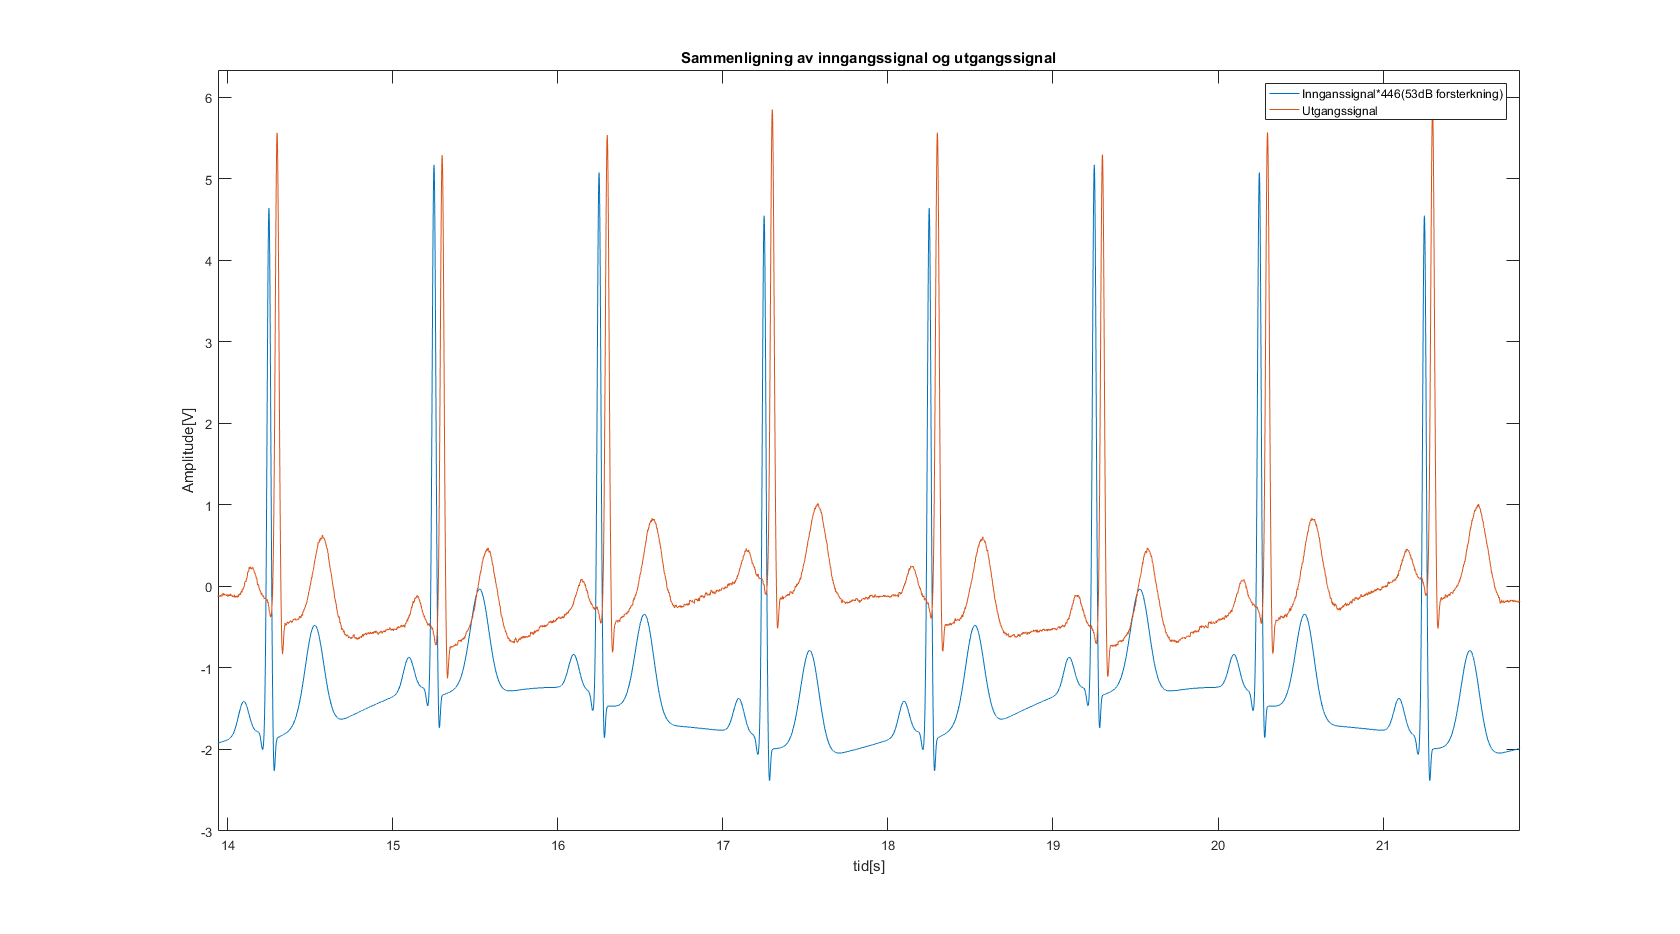 Sammenligning av inngangssignal og utgangssignal
Innganssignal*446(53dB forsterkning)
Utgangssignal
Amplitude[V]
6
5
4
3
2
1
0
-1
-2
-3
14 15 16 17 18 19 20 21
tid[s]